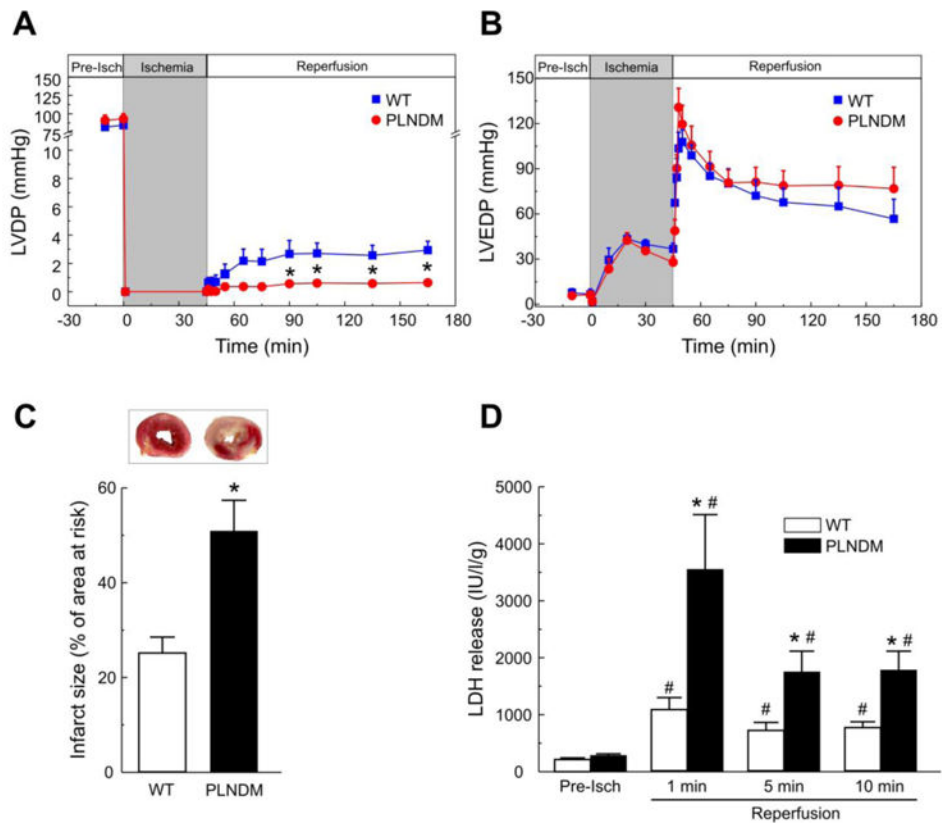 A
Pre-Isch Ischemia Reperfusion
150
125
100
75
6
4
2
0
LVDP (mmHg)
WT
PLNDM
* * * *
-30 0 30 60 90 120 150 180
Time (min)
B
Pre-Isch Ischemia Reperfusion
150
120
90
60
30
0
LVEDP (mmHg)
WT
PLNDM
-30 0 30 60 90 120 150 180
Time (min)
C
60
40
20
0
Infarct size (% of area at risk)
*
WT PLNDM
D
5000
4000
3000
2000
1000
0
LDH release (IU/l/g)
WT
PLNDM
* #
#
* #
#
* #
#
Pre-Isch 1 min 5 min 10 min
Reperfusion